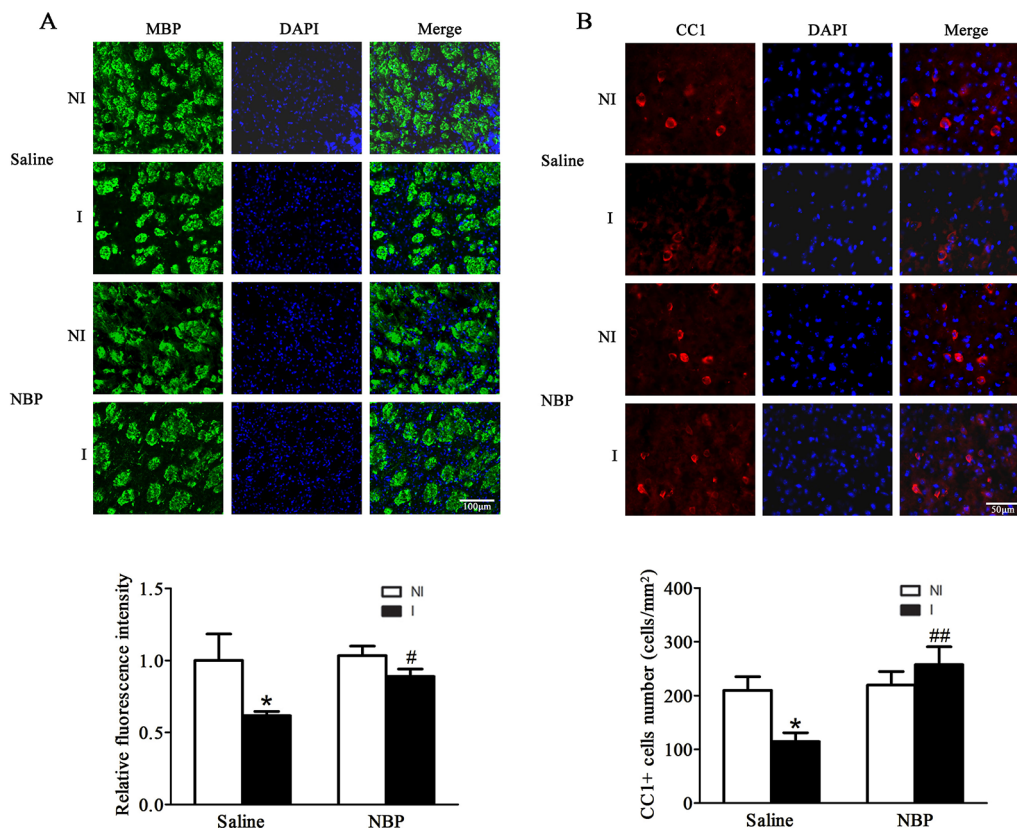 A
MBP DAPI Merge
NI
Saline
I
NI
NBP
I
100μm
B
CC1 DAPI Merge
NI
Saline
I
NI
NBP
I
50μm
Relative fluorescence intensity
1.5
1.0
0.5
0.0
NI
I
*
#
Saline NBP
CC1+ cells number (cells/mm²)
400
300
200
100
0
NI
I
*
##
Saline NBP